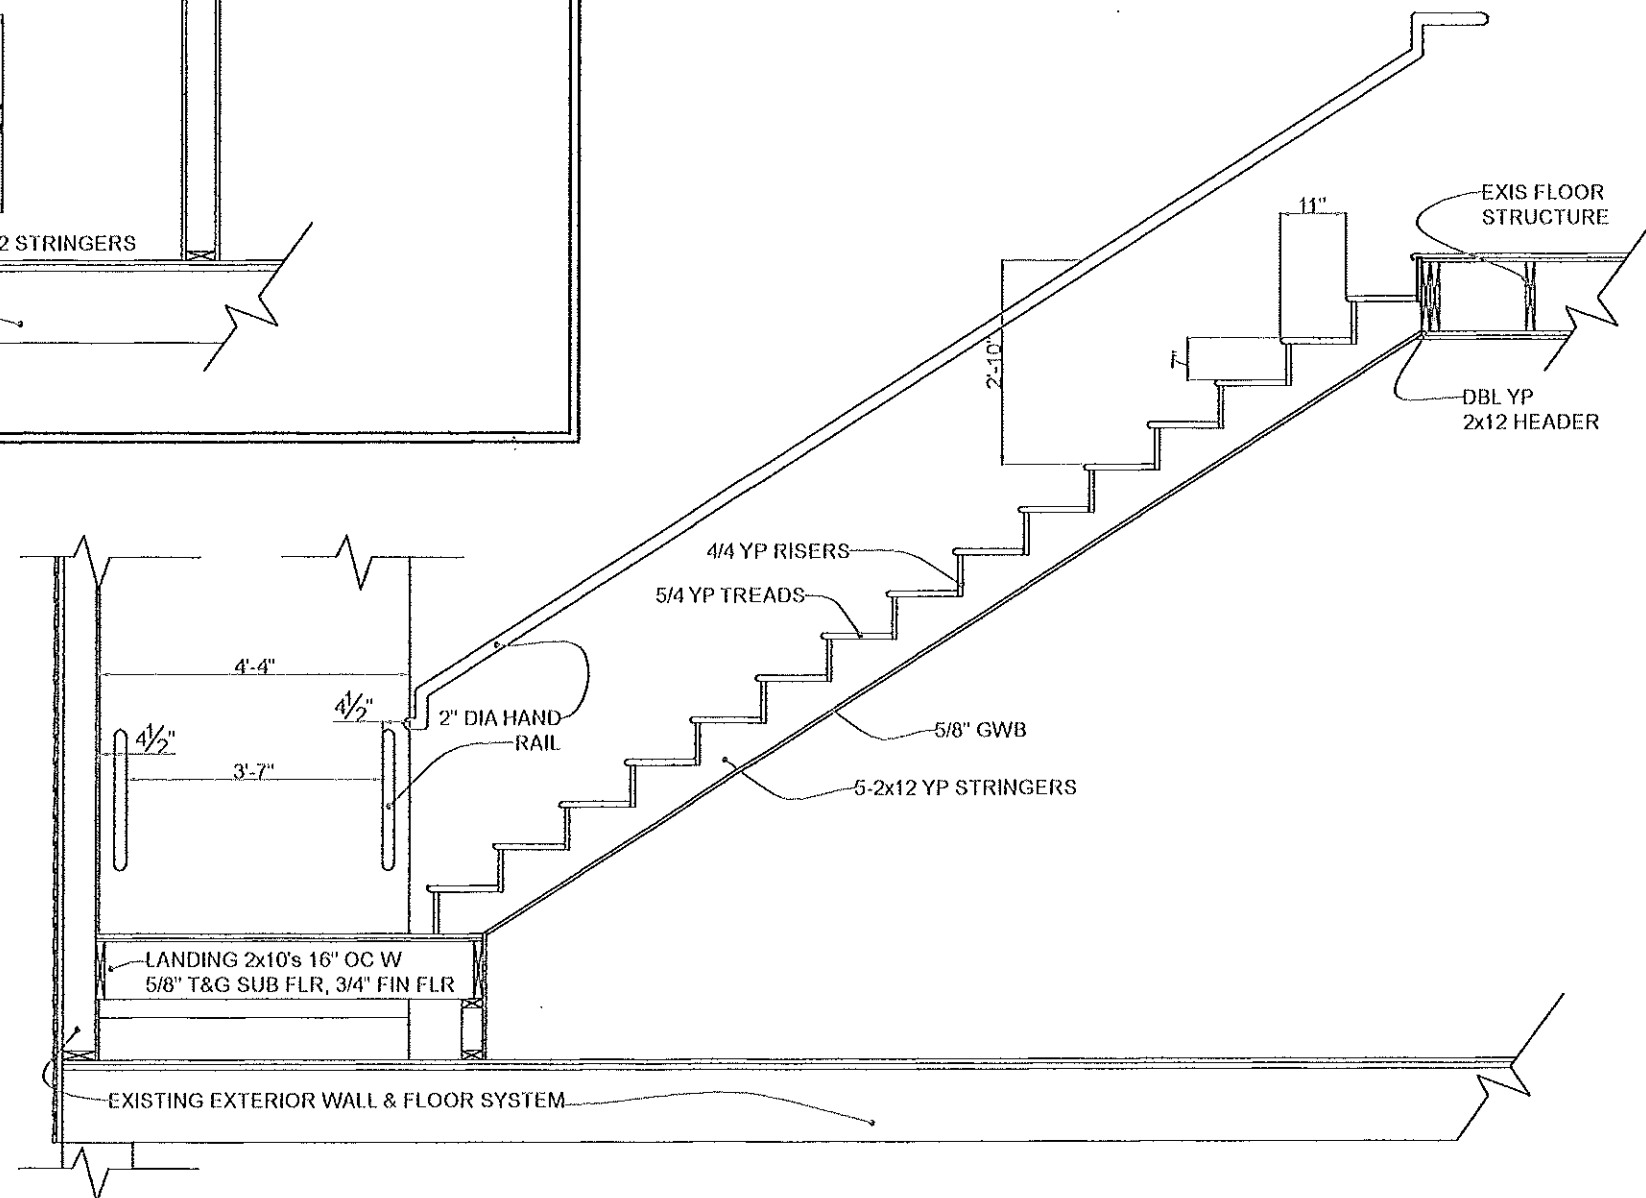 2 STRINGERS
11"
EXIS FLOOR
STRUCTURE
2'-10"
7"
DBL YP
2x12 HEADER
4/4 YP RISERS
5/4 YP TREADS
4'-4"
4½"
2" DIA HAND
RAIL
4½"
3'-7"
5/8" GWB
5-2x12 YP STRINGERS
LANDING 2x10's 16" OC W
5/8" T&G SUB FLR, 3/4" FIN FLR
EXISTING EXTERIOR WALL & FLOOR SYSTEM